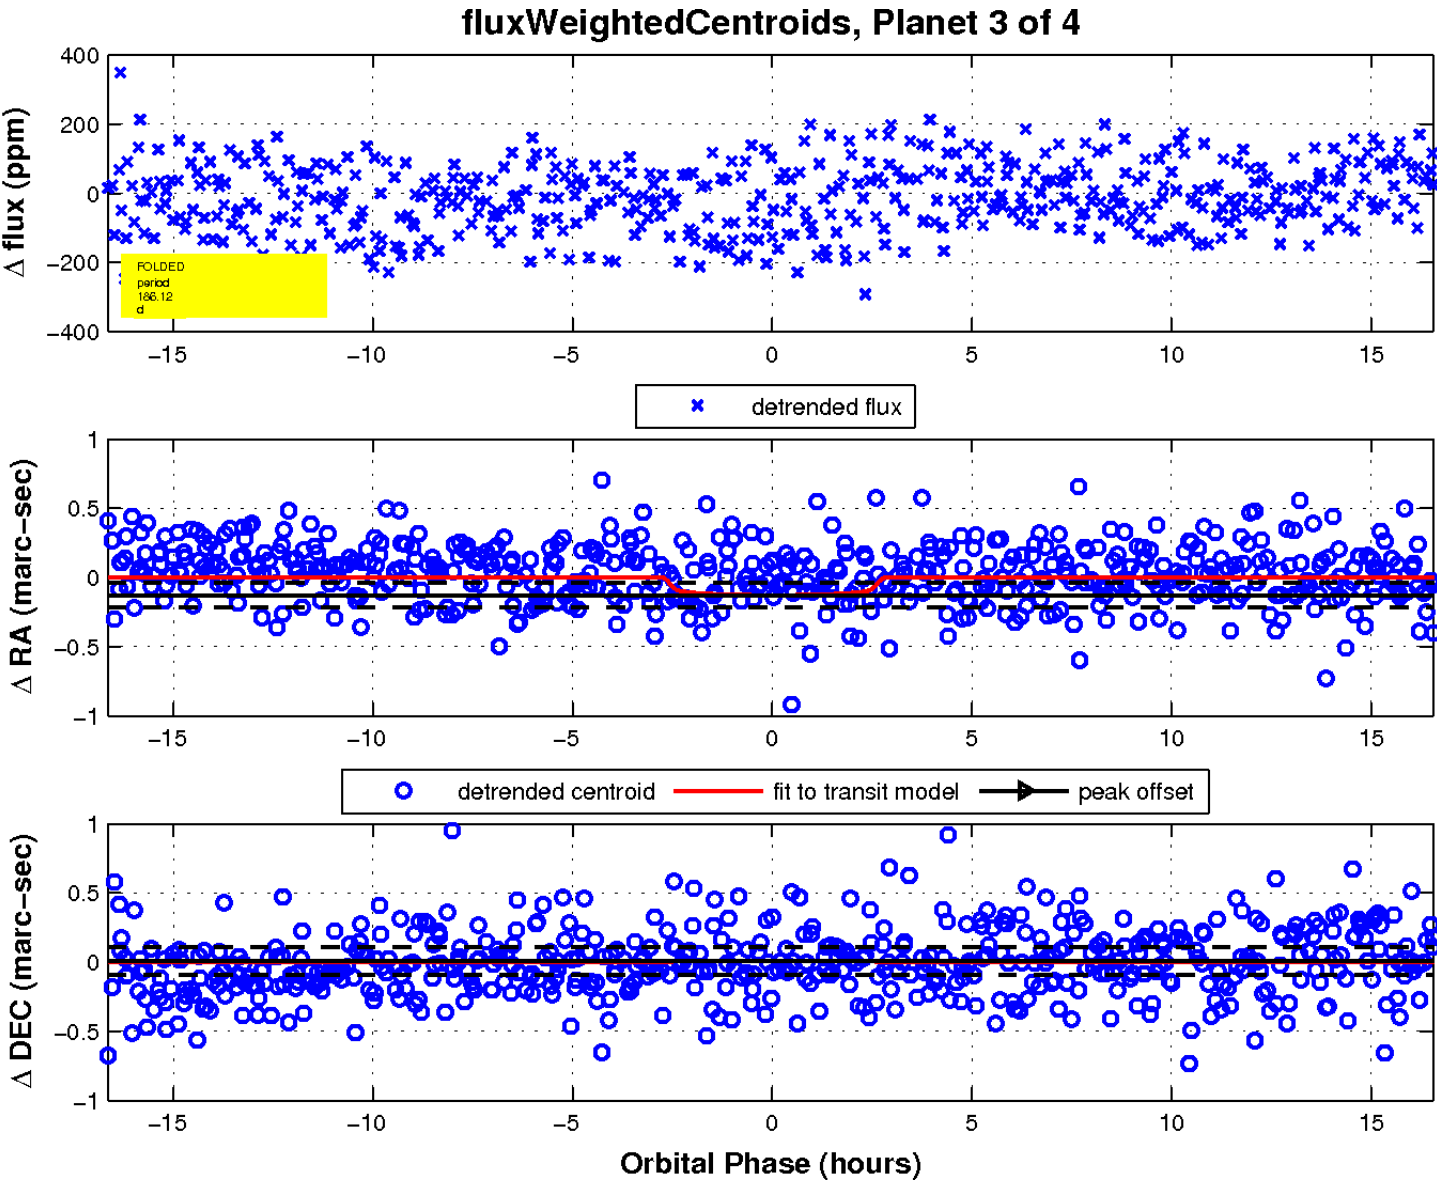 fluxWeightedCentroids, Planet 3 of 4
Δ flux (ppm)
400
200
0
−200
−400
FOLDED
period
186.12
d
−15 −10 −5 0 5 10 15
detrended flux
Δ RA (marc−sec)
1
0.5
0
−0.5
−1
−15 −10 −5 0 5 10 15
detrended centroid fit to transit model peak offset
Δ DEC (marc−sec)
1
0.5
0
−0.5
−1
−15 −10 −5 0 5 10 15
Orbital Phase (hours)